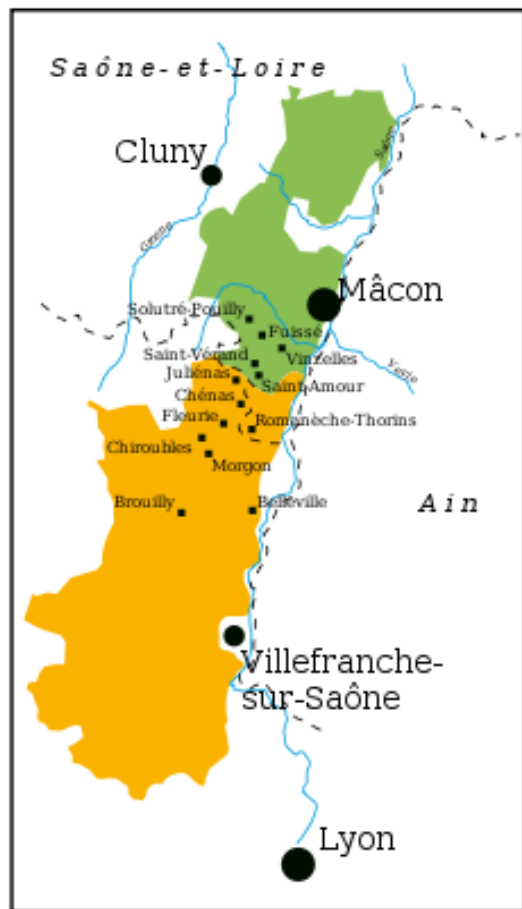 Saône-et-Loire
Cluny
Saône
Grosne
Mâcon
Solutré-Pouilly
Fuissé
Saint-Vérand
Vinzelles
Veyle
Juliénas
Saint-Amour
Chénas
Fleurie
Romanèche-Thorins
Chiroubles
Morgon
Brouilly
Belleville
Ain
Villefranche-
sur-Saône
Lyon